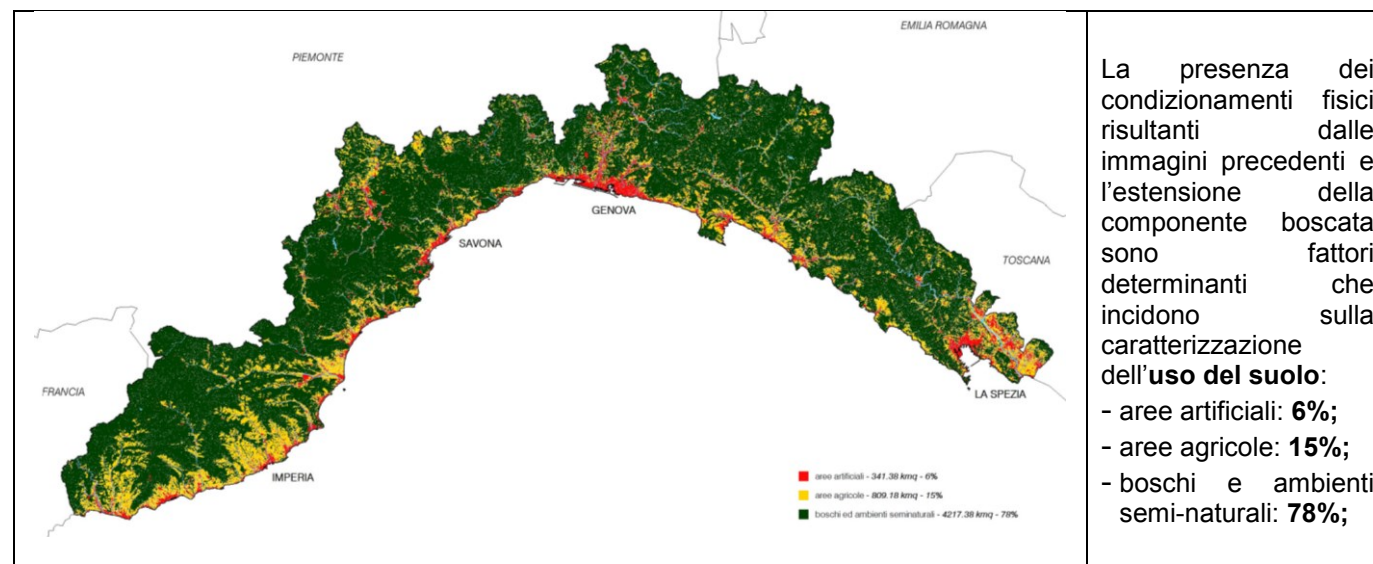 EMILIA ROMAGNA
PIEMONTE
GENOVA
SAVONA
TOSCANA
FRANCIA
LA SPEZIA
IMPERIA
aree artificiali - 341.38 kmq - 6%
aree agricole - 809.18 kmq - 15%
boschi ed ambienti seminaturali - 4217.38 kmq - 78%
La presenza dei
condizionamenti fisici
risultanti dalle
immagini precedenti e
l'estensione della
componente boscata
sono fattori
determinanti che
incidono sulla
caratterizzazione
dell'uso del suolo:
- aree artificiali: 6%;
- aree agricole: 15%;
- boschi e ambienti
semi-naturali: 78%;